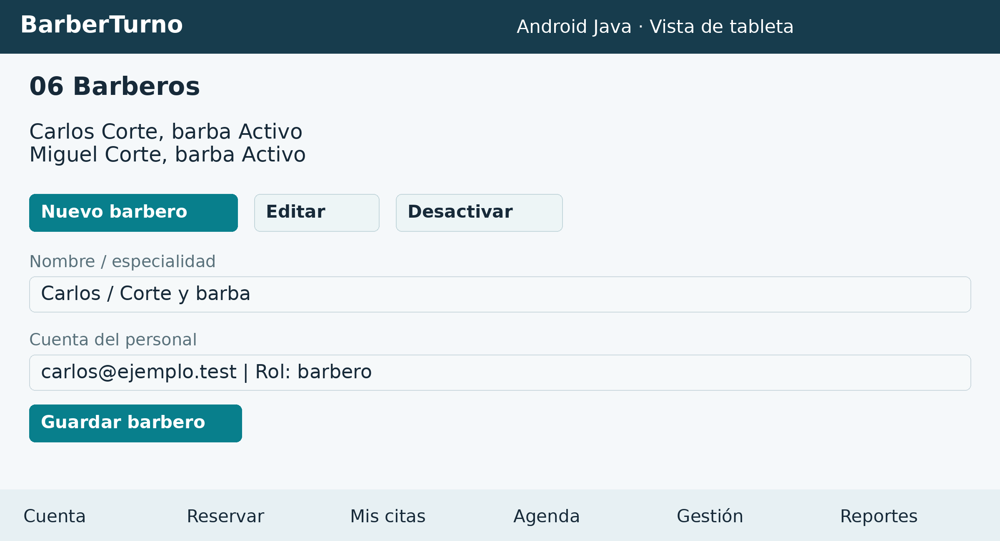 BarberTurno
Android Java · Vista de tableta
06 Barberos
Carlos Corte, barba Activo
Miguel Corte, barba Activo
Nuevo barbero
Editar
Desactivar
Nombre / especialidad
Carlos / Corte y barba
Cuenta del personal
carlos@ejemplo.test | Rol: barbero
Guardar barbero
Cuenta
Reservar
Mis citas
Agenda
Gestión
Reportes